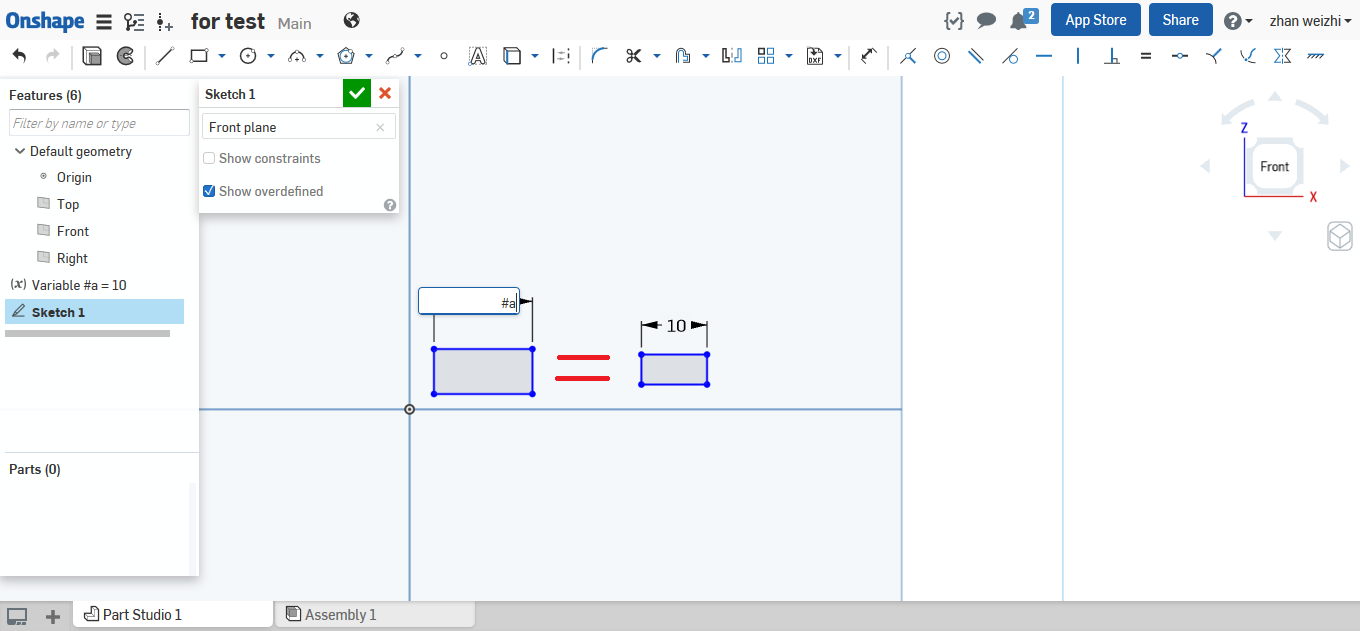 Onshape for test Main 2 App Store Share ? zhan weizhi
DXF
Features (6)
Filter by name or type
Default geometry
Origin
Top
Front
Right
(x) Variable #a = 10
Sketch 1
Parts (0)
Sketch 1
Front plane
Show constraints
Show overdefined
?
#a
10
Z
Front
X
Part Studio 1
Assembly 1